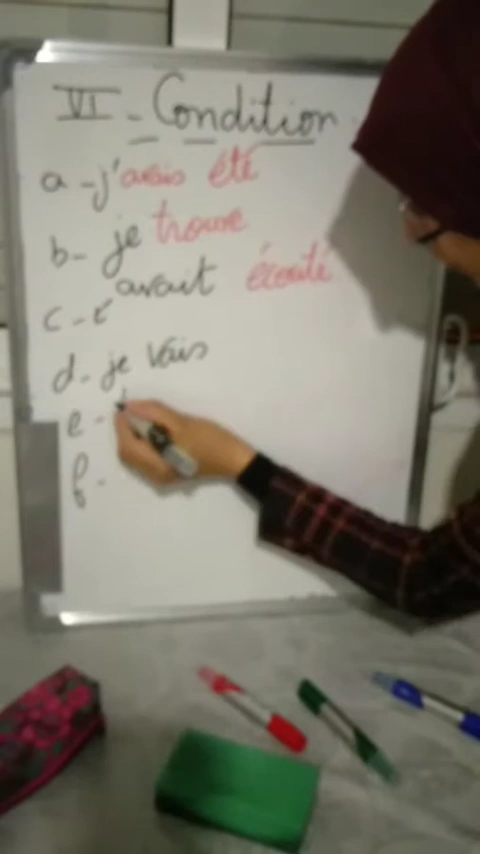 VI - Condition
a - j'avais été
b - je trouve
c - c' avait écouté
d - je vais
e -
f -